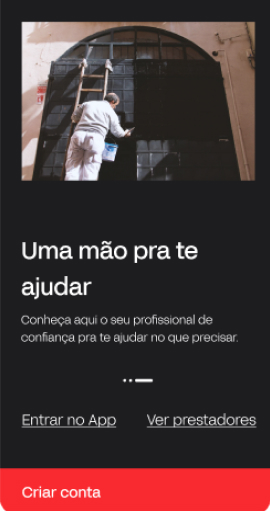 Uma mão pra te
ajudar
Conheça aqui o seu profissional de
confiança pra te ajudar no que precisar.
Entrar no App Ver prestadores
Criar conta